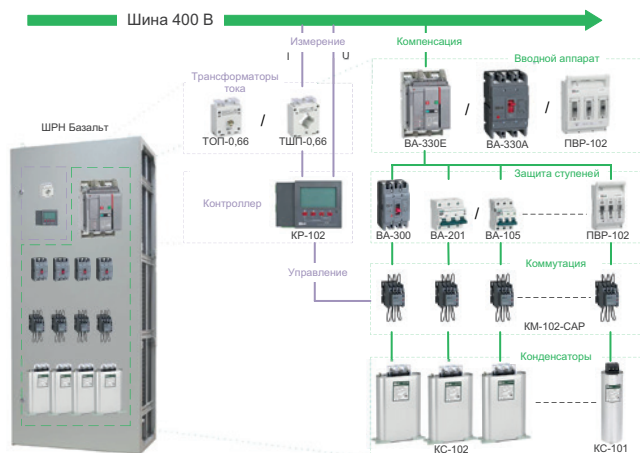 Шина 400 В
Измерение
Компенсация
I
U
Вводной аппарат
Трансформаторы
тока
ШРН Базальт
/
/
/
ТОП-0,66
ТШП-0,66
ВА-330Е
ВА-330А
ПВР-102
Защита ступеней
Контроллер
/
КР-102
ВА-300
ВА-201
ВА-105
ПВР-102
Управление
Коммутация
КМ-102-САР
Конденсаторы
КС-102
КС-101